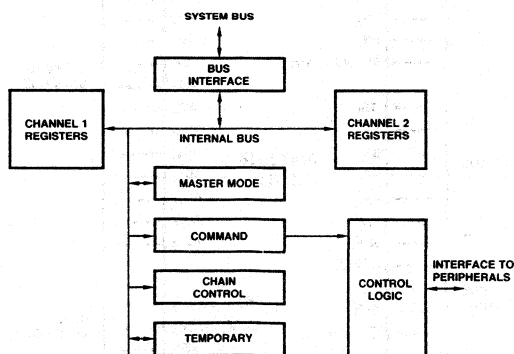 SYSTEM BUS
BUS
INTERFACE
CHANNEL 1
REGISTERS
INTERNAL BUS
CHANNEL 2
REGISTERS
MASTER MODE
COMMAND
CHAIN
CONTROL
CONTROL
LOGIC
INTERFACE TO
PERIPHERALS
TEMPORARY